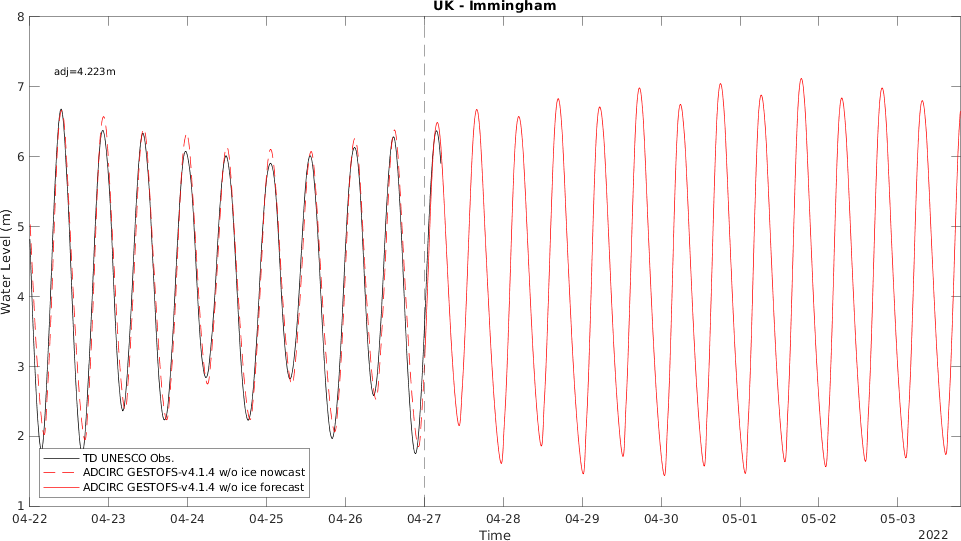 UK - Immingham
8
adj=4.223m
7
6
5
4
3
2
1
Water Level (m)
TD UNESCO Obs.
ADCIRC GESTOFS-v4.1.4 w/o ice nowcast
ADCIRC GESTOFS-v4.1.4 w/o ice forecast
04-22 04-23 04-24 04-25 04-26 04-27 04-28 04-29 04-30 05-01 05-02 05-03
Time
2022